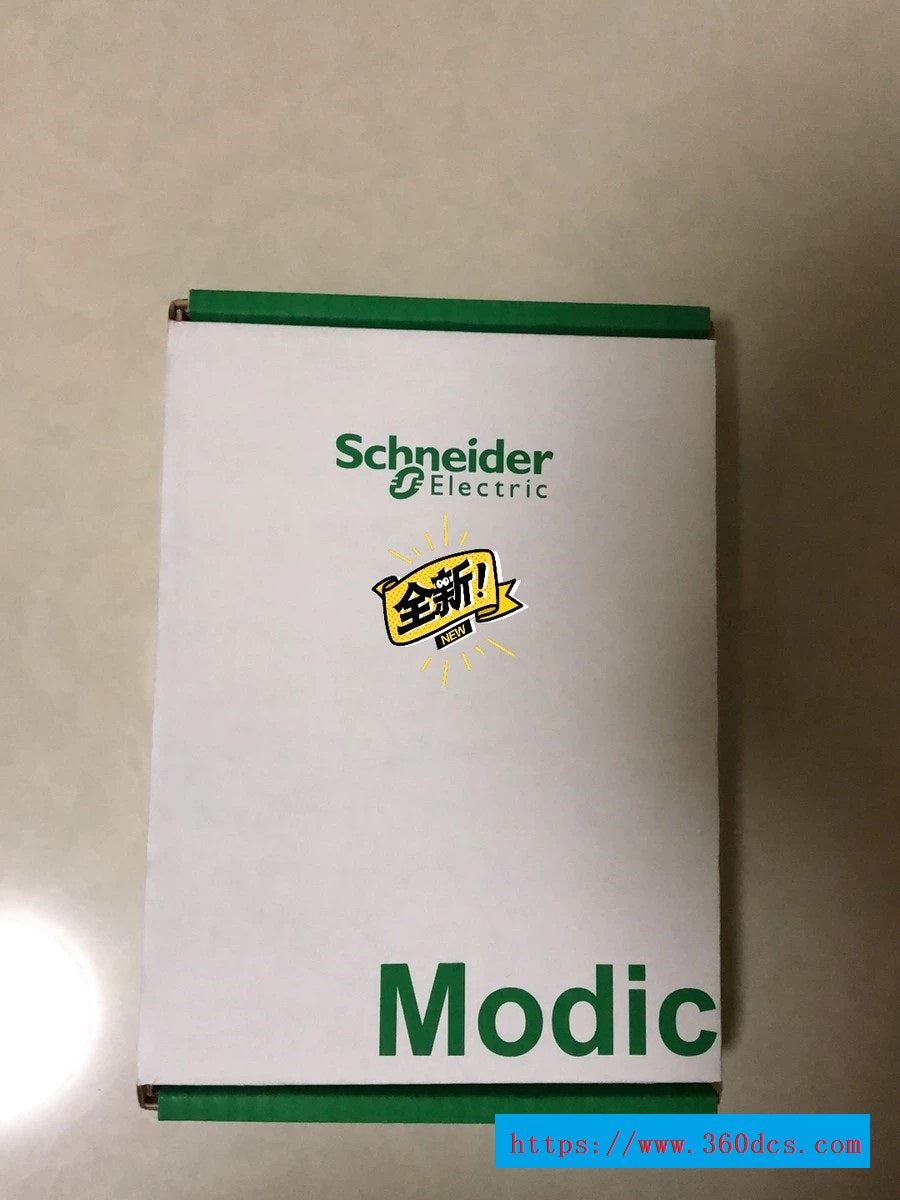 Schneider
Electric
全新!
NEW
Modic
https://www.360dcs.com